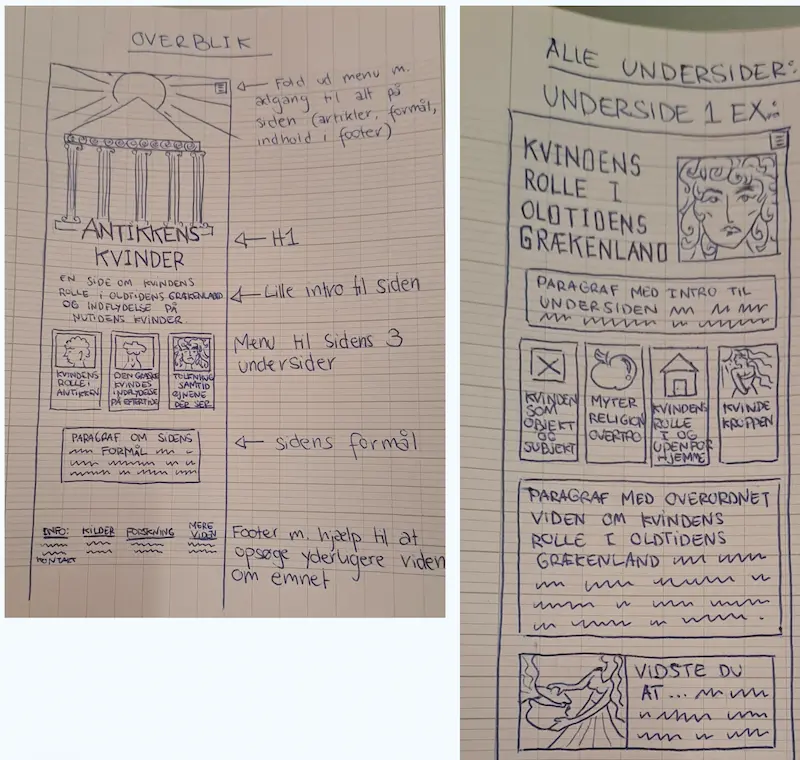 OVERBLIK
Fold ud menu m.
adgang til alt på
siden (artikler, formål,
indhold i footer)
ANTIKKENS
KVINDER
H1
EN SIDE OM KVINDENS
ROLLE I OLDTIDENS GRÆKENLAND
OG INDFLYDELSE PÅ
NUTIDENS KVINDER
Lille intro til siden
KVINDENS
ROLLE I
ANTIKKEN
DEN GRÆSKE
KVINDES
INDFLYDELSE
PÅ EFTERTIDEN
TOLKNING
SAMTID
ØJNENE
DER SER
Menu til sidens 3
undersider
PARAGRAF OM SIDENS
FORMÅL
sidens formål
INFO:
KONTAKT
KILDER
FORSKNING
MERE
VIDEN
Footer m. hjælp til at
opsøge yderligere viden
om emnet
ALLE UNDERSIDER:
UNDERSIDE 1 EX.:
KVINDENS
ROLLE I
OLDTIDENS
GRÆKENLAND
PARAGRAF MED INTRO TIL
UNDERSIDEN
KVINDEN
SOM
OBJEKT
OG
SUBJEKT
MYTER
RELIGION
OVERTRO
KVINDENS
ROLLE
I OG
UDENFOR
HJEMME
KVINDE
KROPPEN
PARAGRAF MED OVERORDNET
VIDEN OM KVINDENS
ROLLE I OLDTIDENS
GRÆKENLAND
VIDSTE DU
AT ...